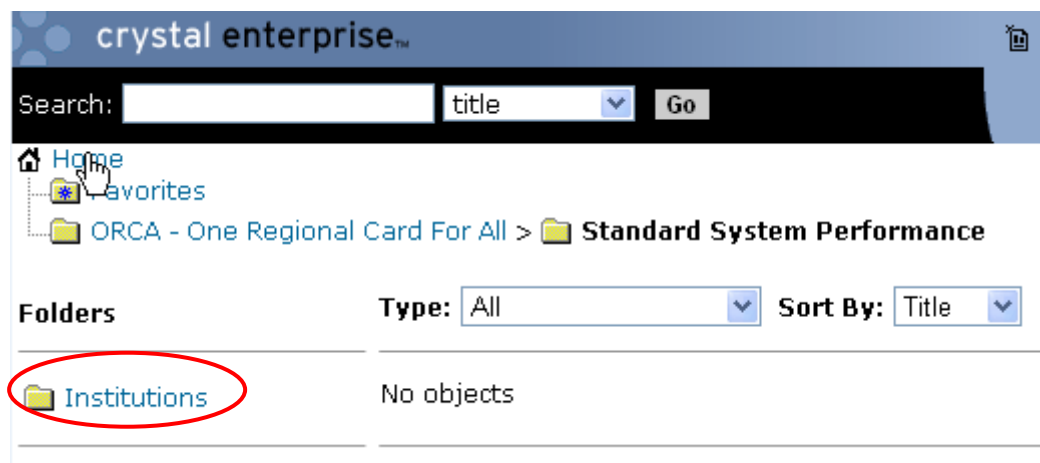 crystal enterprise™
Search: title Go
Home
Favorites
ORCA - One Regional Card For All > Standard System Performance
Folders Type: All Sort By: Title
Institutions No objects